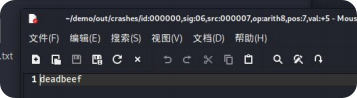 ~/demo/out/crashes/id:000000,sig:06,src:000007,op:arith8,pos:7,val:+5 - Mous
文件(F) 编辑(E) 搜索(S) 视图(V) 文档(D) 帮助(H)
.txt
1 deadbeef